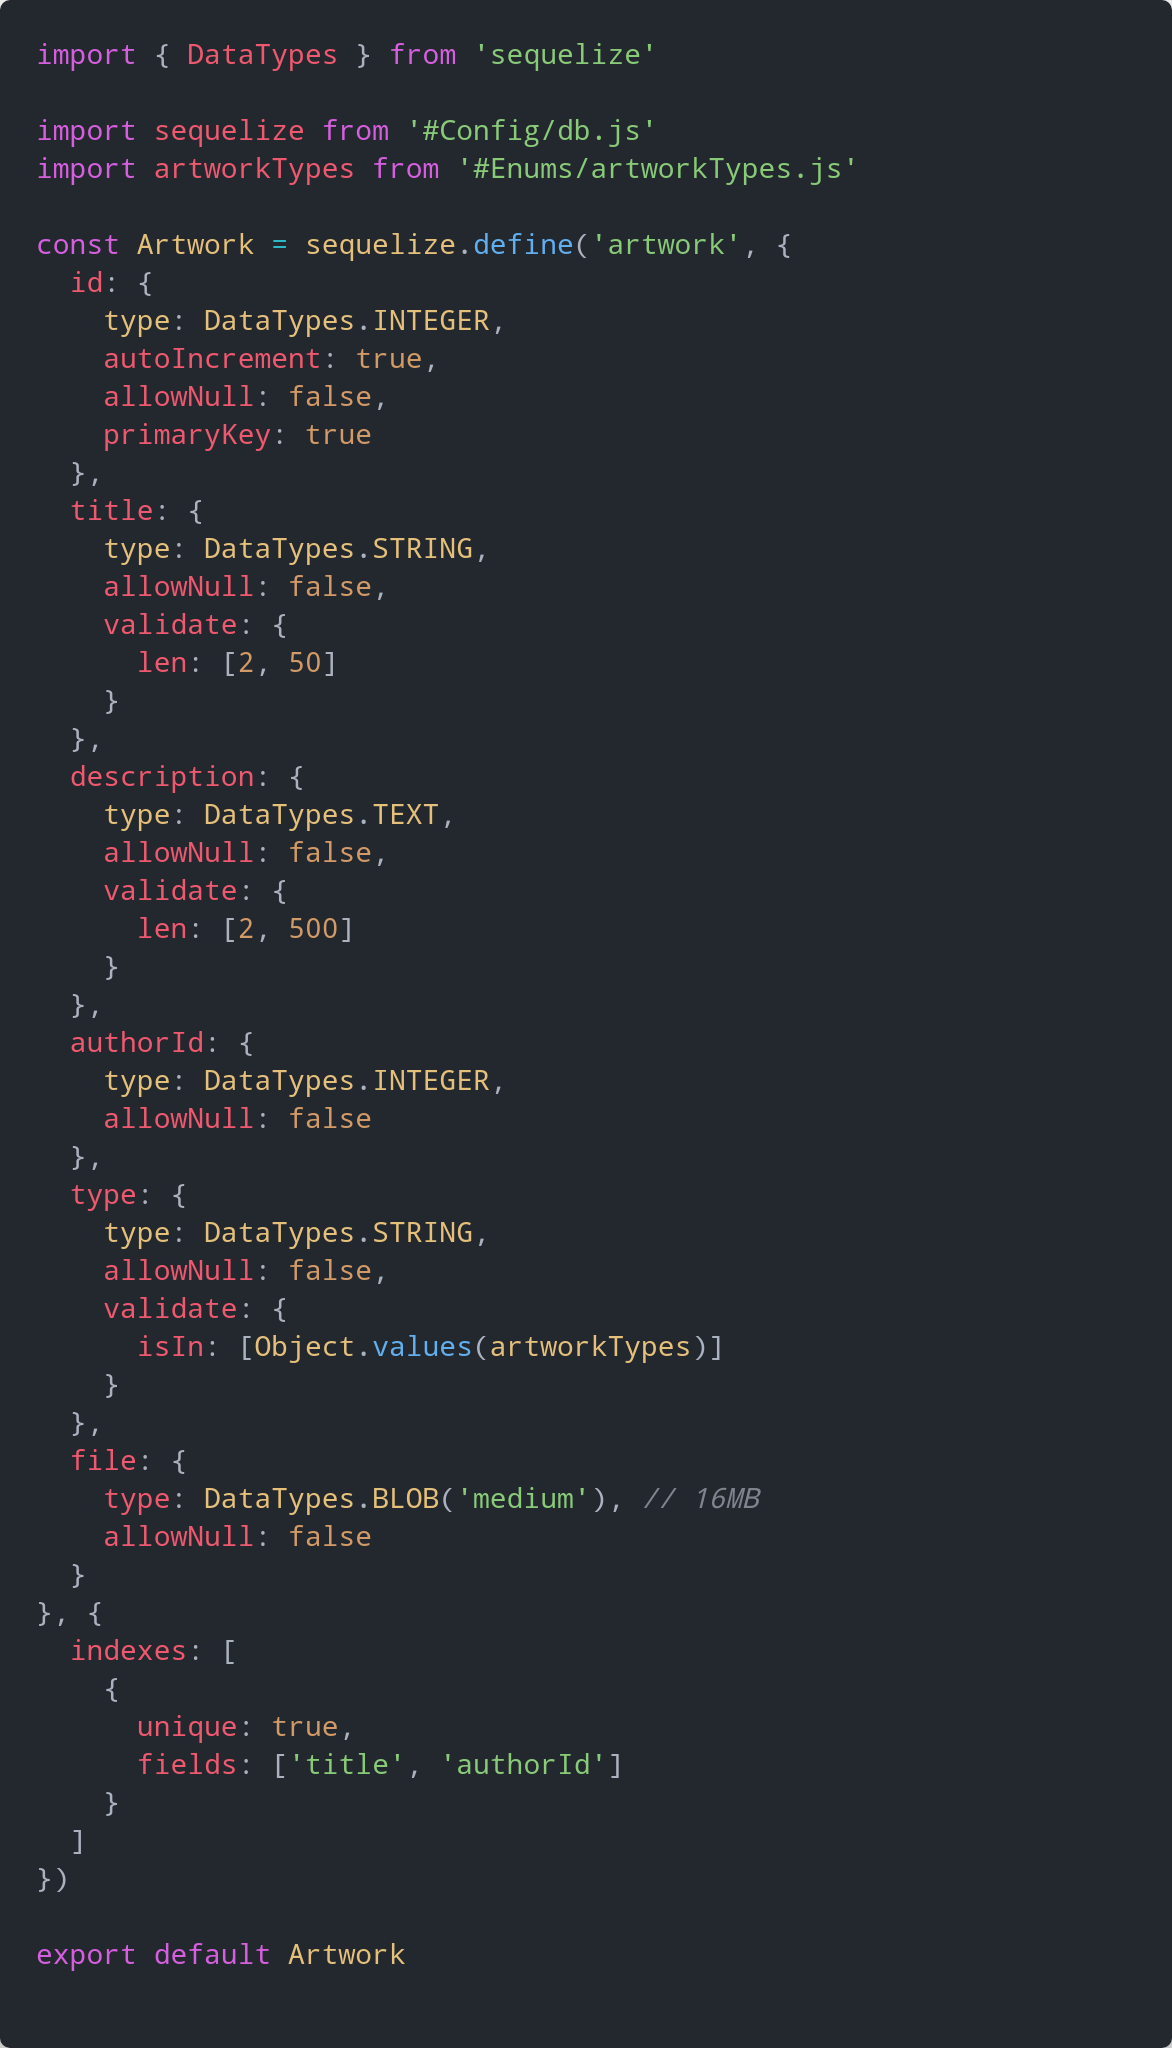 import { DataTypes } from 'sequelize'

import sequelize from '#Config/db.js'
import artworkTypes from '#Enums/artworkTypes.js'

const Artwork = sequelize.define('artwork', {
  id: {
    type: DataTypes.INTEGER,
    autoIncrement: true,
    allowNull: false,
    primaryKey: true
  },
  title: {
    type: DataTypes.STRING,
    allowNull: false,
    validate: {
      len: [2, 50]
    }
  },
  description: {
    type: DataTypes.TEXT,
    allowNull: false,
    validate: {
      len: [2, 500]
    }
  },
  authorId: {
    type: DataTypes.INTEGER,
    allowNull: false
  },
  type: {
    type: DataTypes.STRING,
    allowNull: false,
    validate: {
      isIn: [Object.values(artworkTypes)]
    }
  },
  file: {
    type: DataTypes.BLOB('medium'), // 16MB
    allowNull: false
  }
}, {
  indexes: [
    {
      unique: true,
      fields: ['title', 'authorId']
    }
  ]
})

export default Artwork